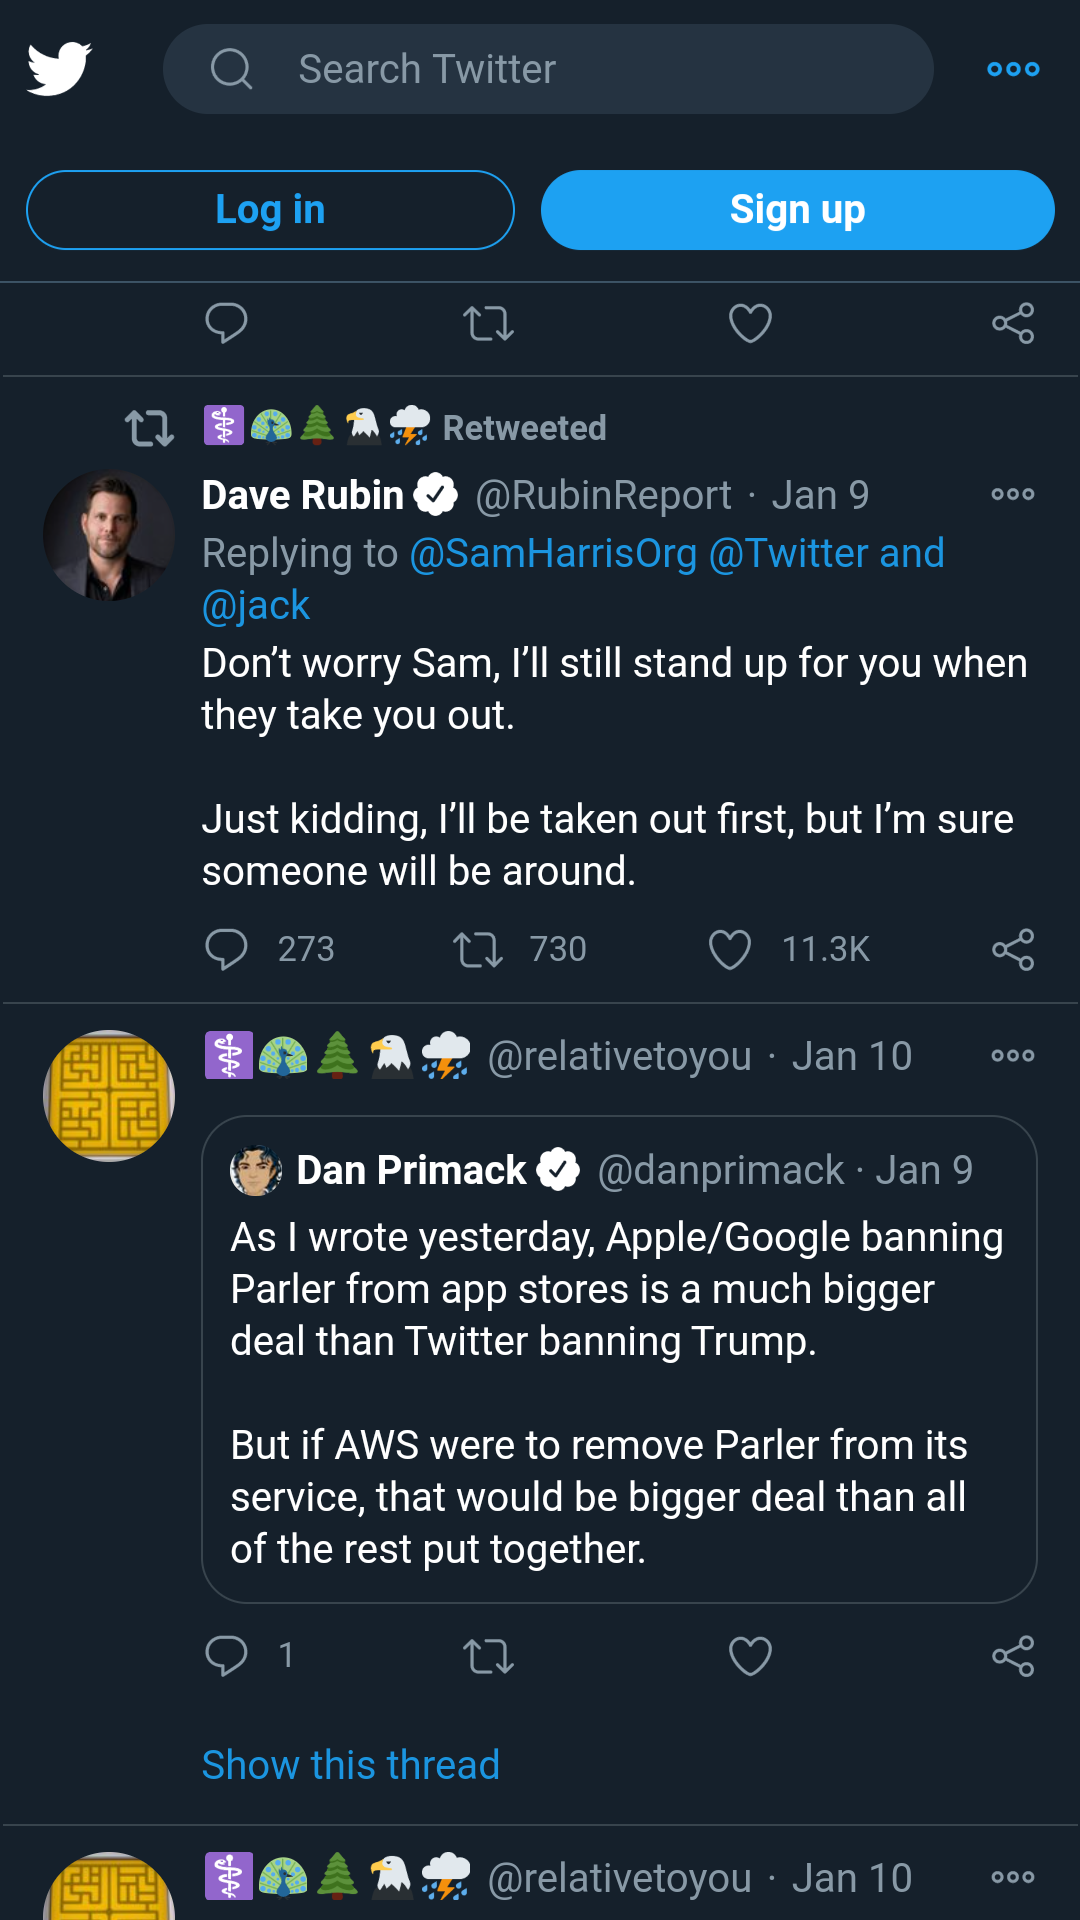 Search Twitter
Log in
Sign up
⚕️🦚🌲🦅⛈️ Retweeted
Dave Rubin @RubinReport · Jan 9
Replying to @SamHarrisOrg @Twitter and
@jack
Don’t worry Sam, I’ll still stand up for you when
they take you out.
Just kidding, I’ll be taken out first, but I’m sure
someone will be around.
273 730 11.3K
⚕️🦚🌲🦅⛈️ @relativetoyou · Jan 10
Dan Primack @danprimack · Jan 9
As I wrote yesterday, Apple/Google banning
Parler from app stores is a much bigger
deal than Twitter banning Trump.
But if AWS were to remove Parler from its
service, that would be bigger deal than all
of the rest put together.
1
Show this thread
⚕️🦚🌲🦅⛈️ @relativetoyou · Jan 10